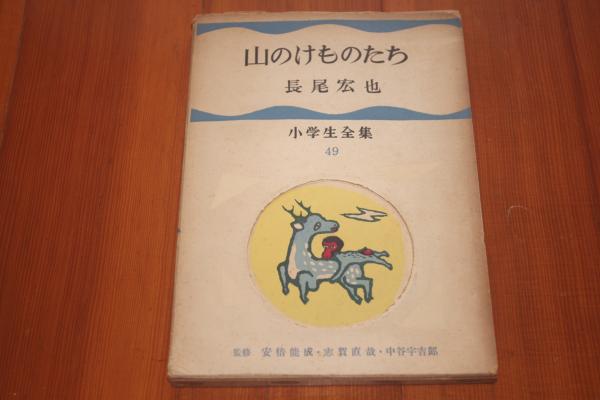 山のけものたち
長尾宏也
小学生全集
49
監修 安倍能成・志賀直哉・中谷宇吉郎